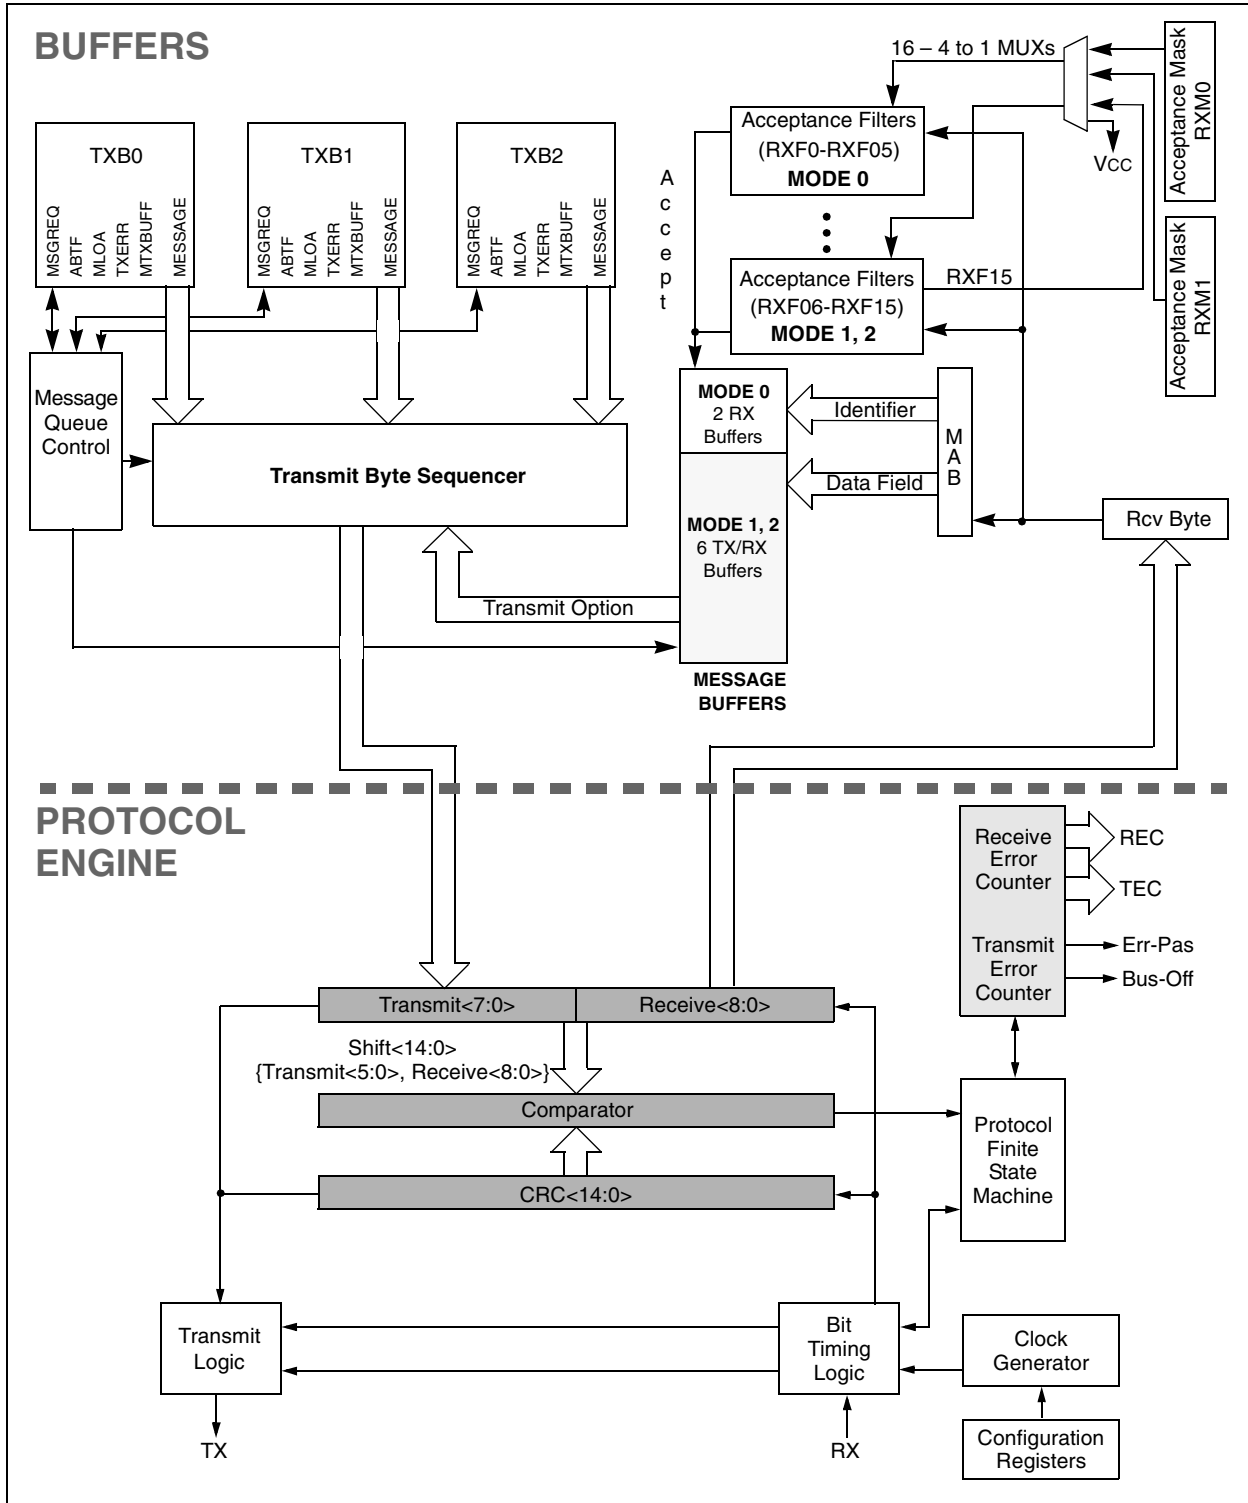 BUFFERS
16 – 4 to 1 MUXs
Acceptance Mask
RXM0
VCC
Acceptance Mask
RXM1
TXB0
MSGREQ
ABTF
MLOA
TXERR
MTXBUFF
MESSAGE
TXB1
MSGREQ
ABTF
MLOA
TXERR
MTXBUFF
MESSAGE
TXB2
MSGREQ
ABTF
MLOA
TXERR
MTXBUFF
MESSAGE
Accept
Acceptance Filters
(RXF0-RXF05)
MODE 0
Acceptance Filters
(RXF06-RXF15)
MODE 1, 2
RXF15
Message
Queue
Control
Transmit Byte Sequencer
MODE 0
2 RX
Buffers
Identifier
Data Field
MAB
Rcv Byte
MODE 1, 2
6 TX/RX
Buffers
Transmit Option
MESSAGE
BUFFERS
PROTOCOL
ENGINE
Receive
Error
Counter
REC
TEC
Transmit
Error
Counter
Err-Pas
Bus-Off
Transmit<7:0>
Receive<8:0>
Shift<14:0>
{Transmit<5:0>, Receive<8:0>}
Comparator
CRC<14:0>
Protocol
Finite
State
Machine
Transmit
Logic
Bit
Timing
Logic
Clock
Generator
TX
RX
Configuration
Registers